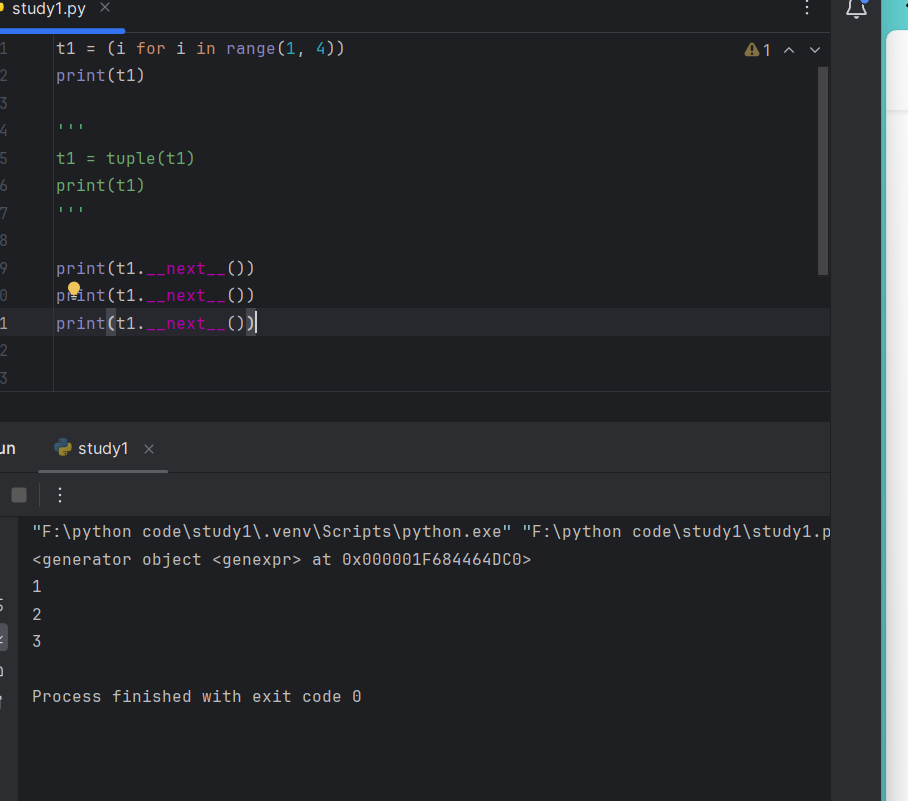 study1.py
1 t1 = (i for i in range(1, 4))
1
2 print(t1)
3
4 '''
5 t1 = tuple(t1)
6 print(t1)
7 '''
8
9 print(t1.__next__())
0 print(t1.__next__())
1 print(t1.__next__())
2
3
un study1
"F:\python code\study1\.venv\Scripts\python.exe" "F:\python code\study1\study1.p
<generator object <genexpr> at 0x000001F684464DC0>
1
2
3
Process finished with exit code 0